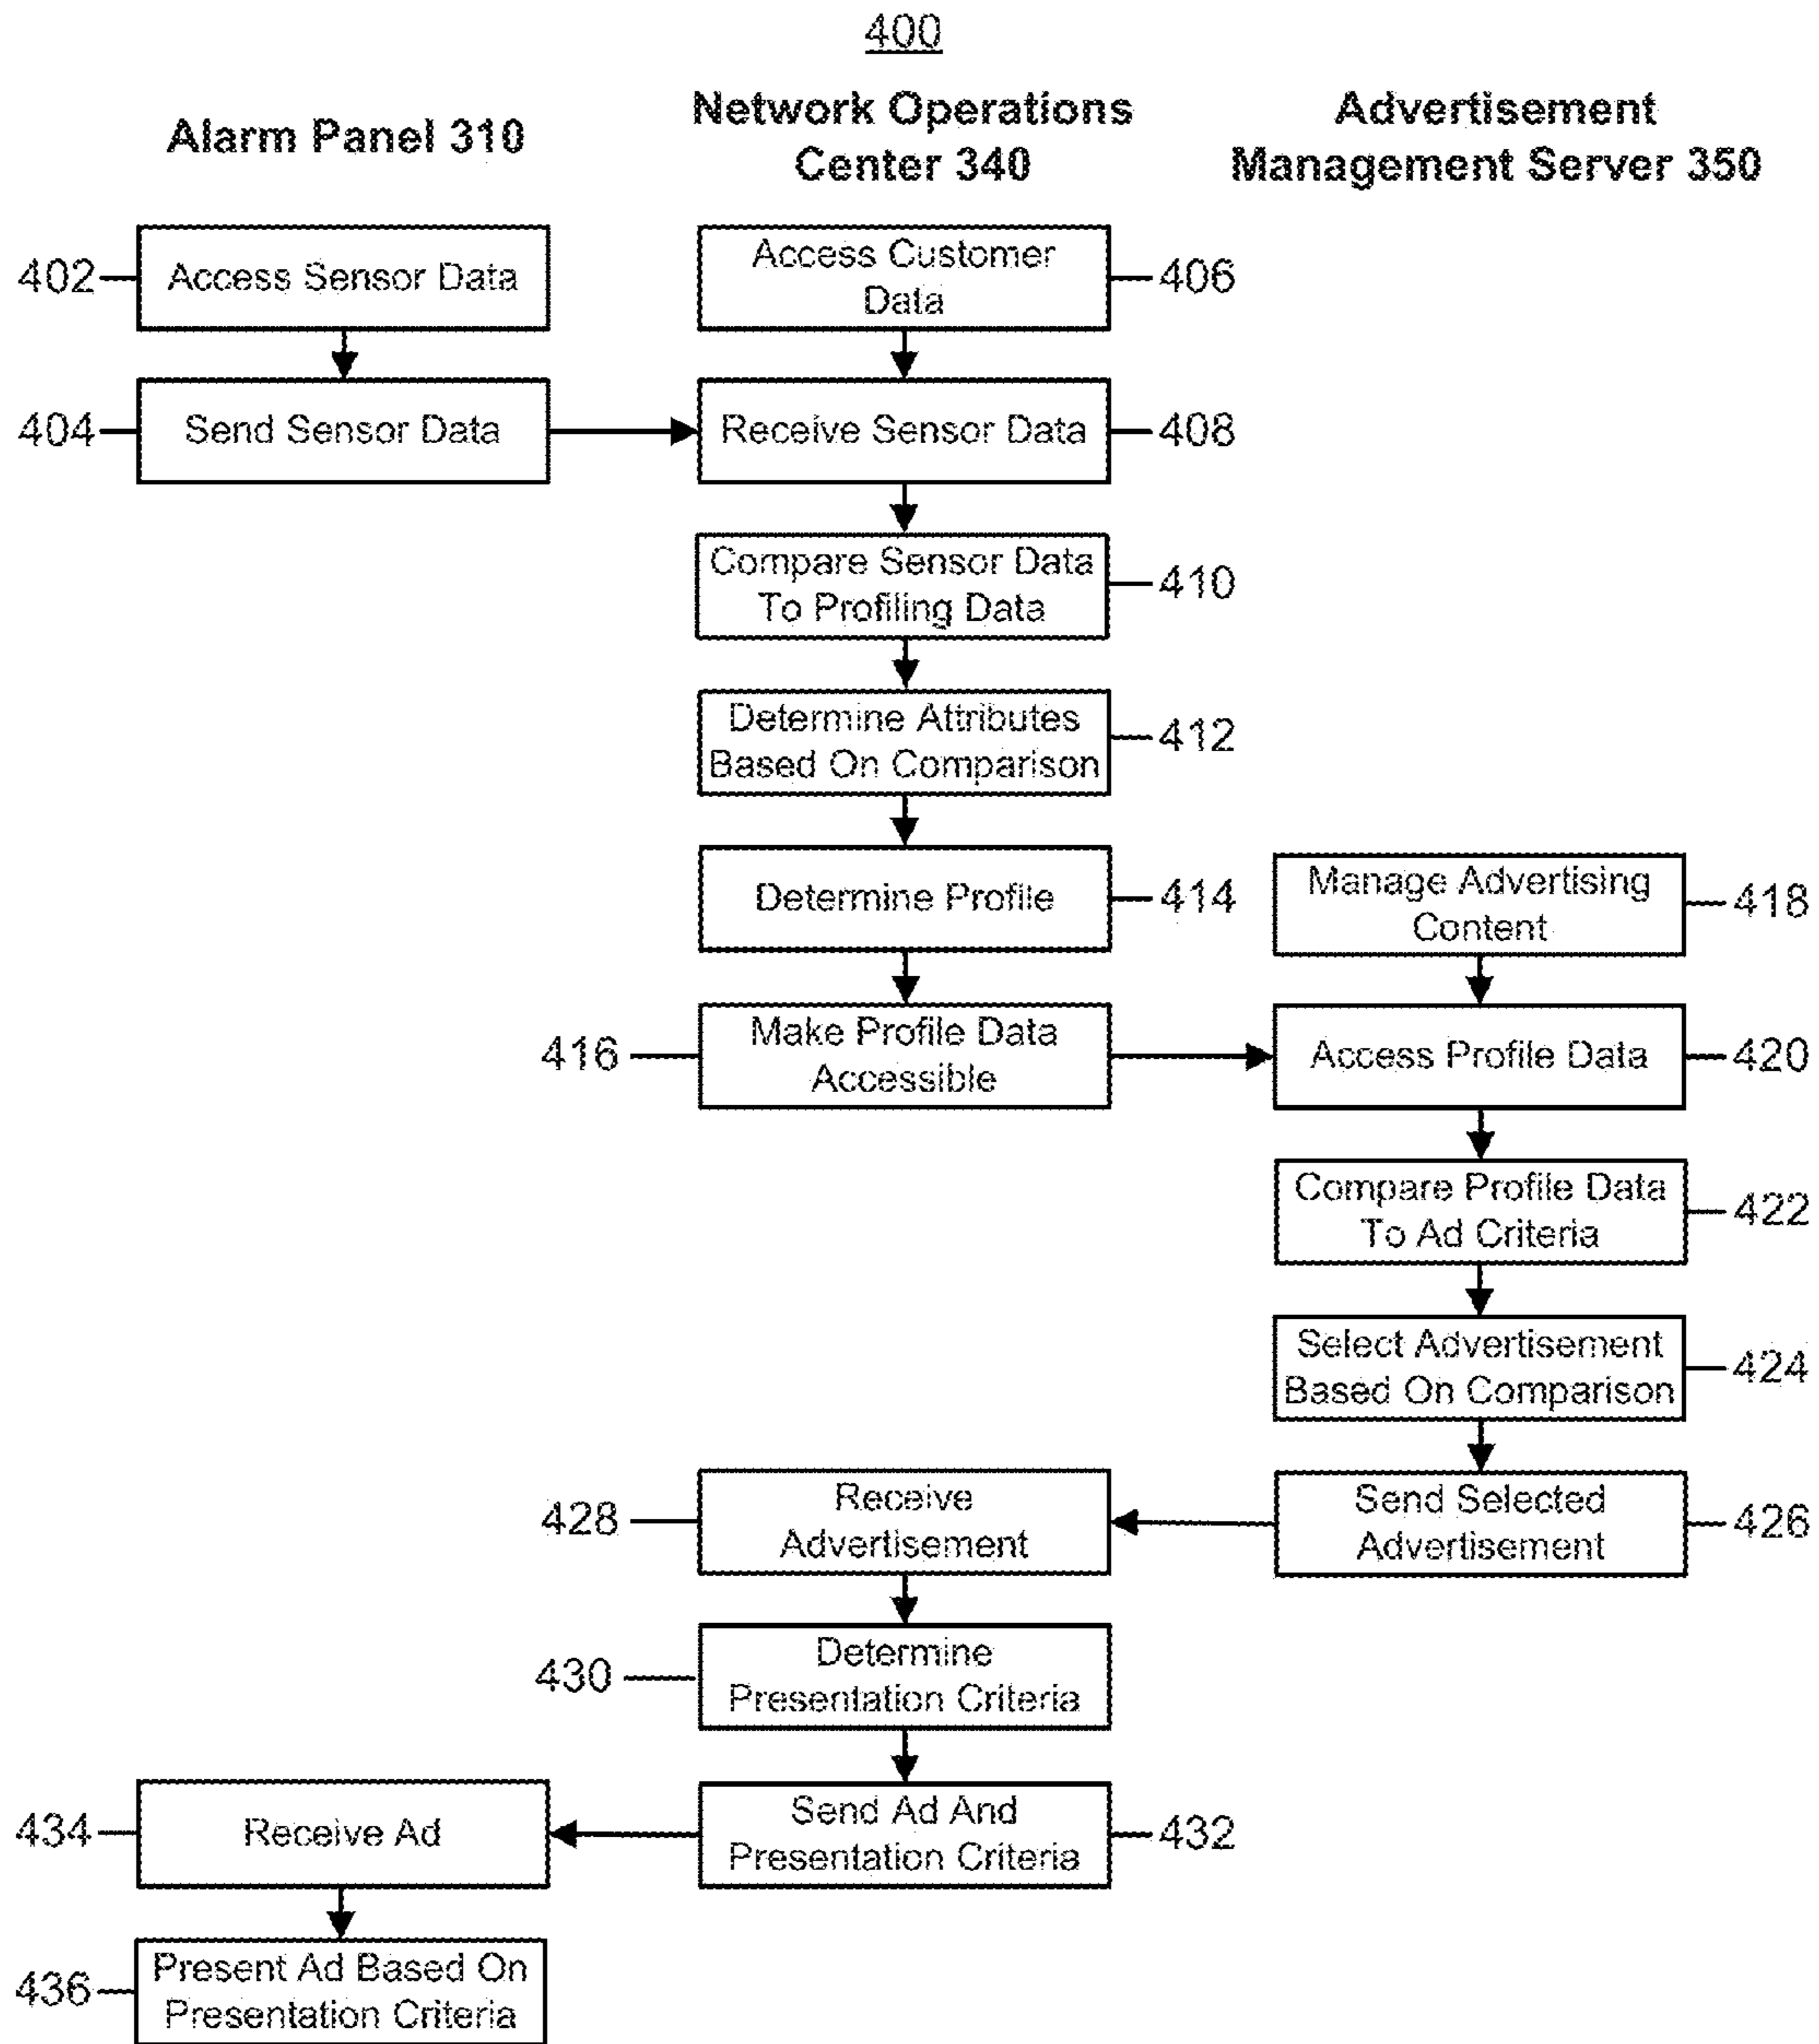 400
Alarm Panel 310
Network Operations
Center 340
Advertisement
Management Server 350
402
Access Sensor Data
Access Customer
Data
406
404
Send Sensor Data
Receive Sensor Data
408
Compare Sensor Data
To Profiling Data
410
Determine Attributes
Based On Comparison
412
Determine Profile
414
Manage Advertising
Content
418
416
Make Profile Data
Accessible
Access Profile Data
420
Compare Profile Data
To Ad Criteria
422
Select Advertisement
Based On Comparison
424
428
Receive
Advertisement
Send Selected
Advertisement
426
430
Determine
Presentation Criteria
434
Receive Ad
Send Ad And
Presentation Criteria
432
436
Present Ad Based On
Presentation Criteria